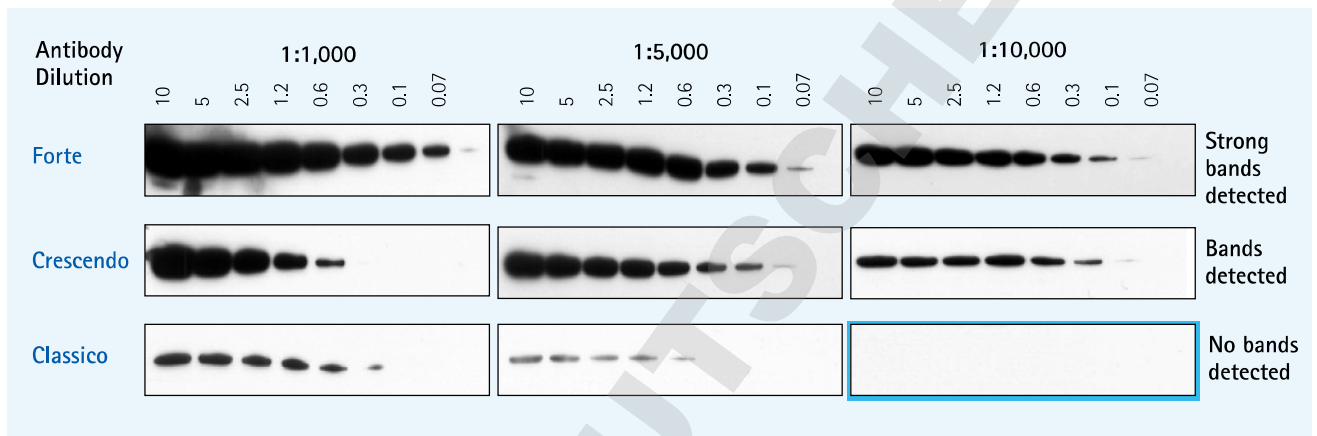 Antibody
Dilution
1:1,000
1:5,000
1:10,000
10 5 2.5 1.2 0.6 0.3 0.1 0.07
10 5 2.5 1.2 0.6 0.3 0.1 0.07
10 5 2.5 1.2 0.6 0.3 0.1 0.07
Forte
Strong
bands
detected
Crescendo
Bands
detected
Classico
No bands
detected
UTSCHE